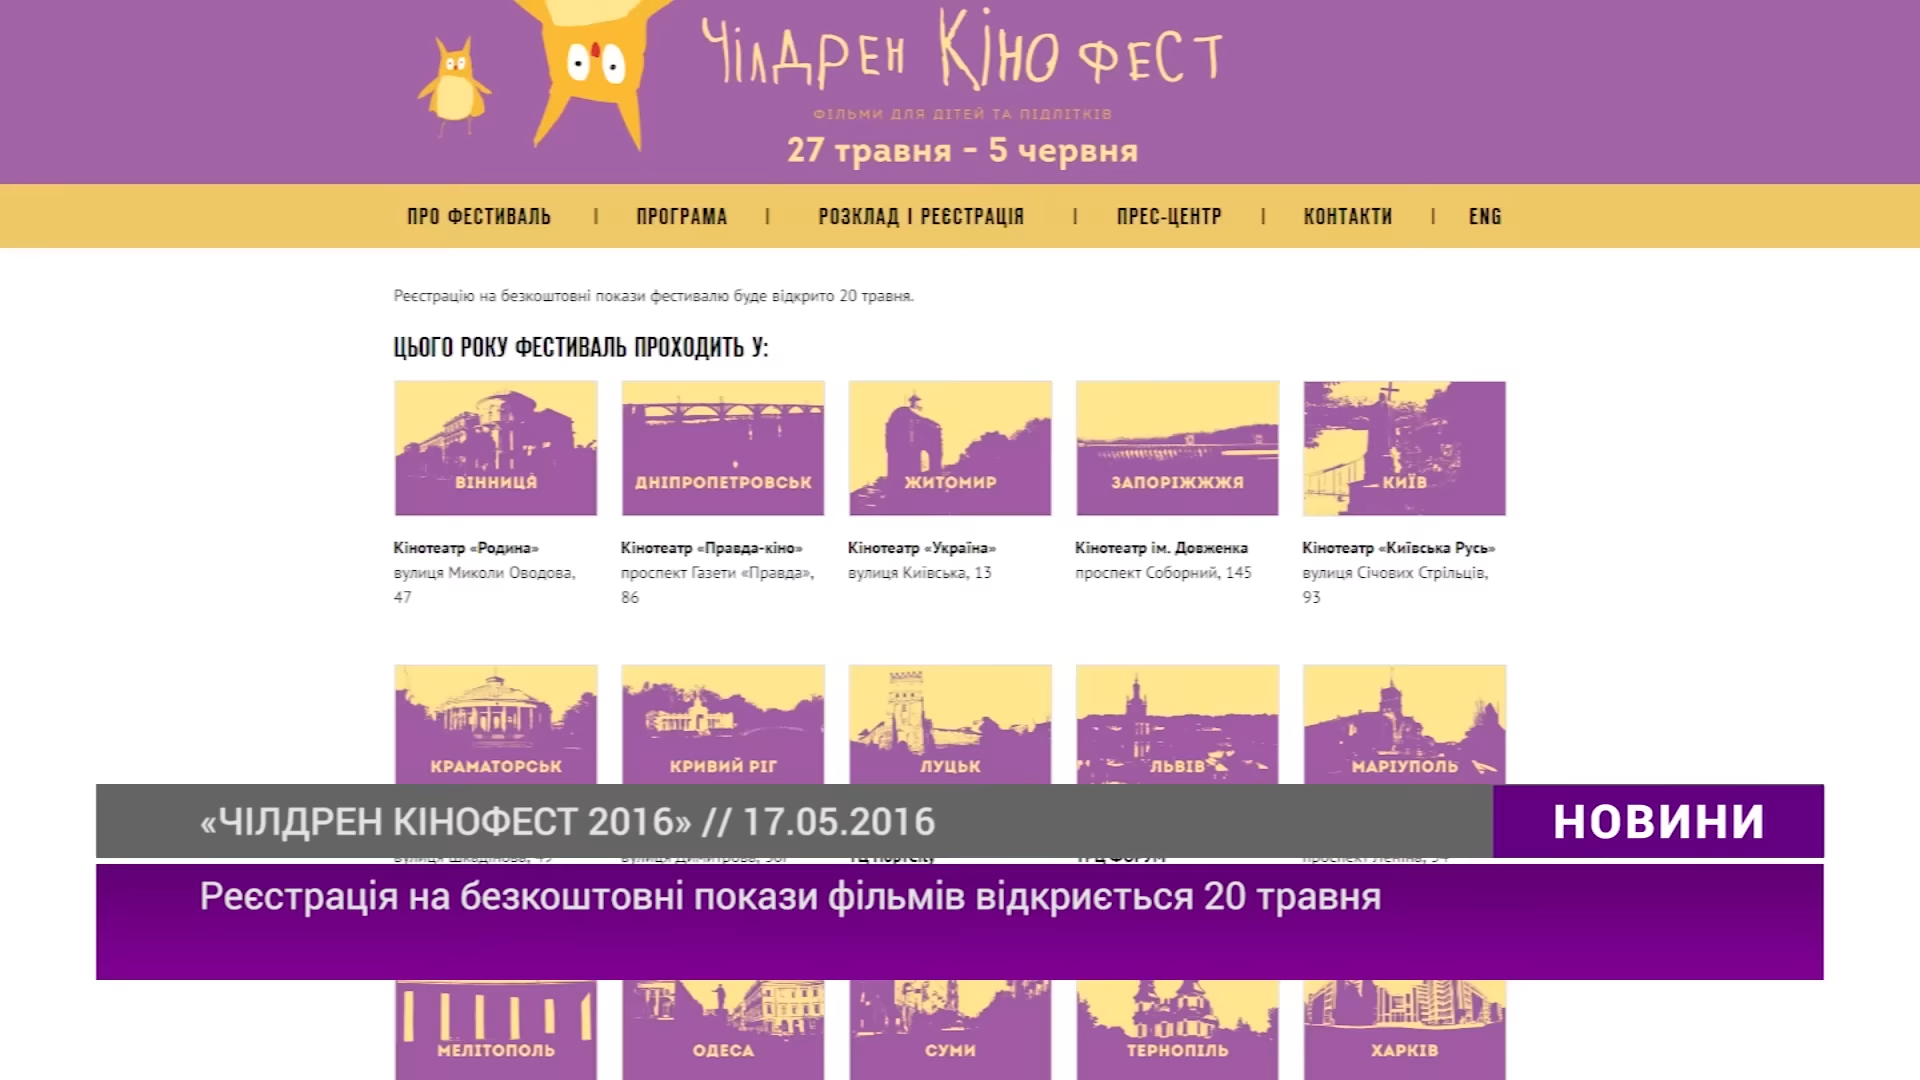 Чілдрен Кіно фест
ФІЛЬМИ ДЛЯ ДІТЕЙ ТА ПІДЛІТКІВ
27 травня - 5 червня
ПРО ФЕСТИВАЛЬ | ПРОГРАМА | РОЗКЛАД І РЕЄСТРАЦІЯ | ПРЕС-ЦЕНТР | КОНТАКТИ | ENG
Реєстрацію на безкоштовні покази фестивалю буде відкрито 20 травня.
ЦЬОГО РОКУ ФЕСТИВАЛЬ ПРОХОДИТЬ У:
ВІННИЦЯ
Кінотеатр «Родина»
вулиця Миколи Оводова,
47
ДНІПРОПЕТРОВСЬК
Кінотеатр «Правда-кіно»
проспект Газети «Правда»,
86
ЖИТОМИР
Кінотеатр «Україна»
вулиця Київська, 13
ЗАПОРІЖЖЖЯ
Кінотеатр ім. Довженка
проспект Соборний, 145
КИЇВ
Кінотеатр «Київська Русь»
вулиця Січових Стрільців,
93
КРАМАТОРСЬК
КРИВИЙ РІГ
ЛУЦЬК
ЛЬВІВ
МАРІУПОЛЬ
«ЧІЛДРЕН КІНОФЕСТ 2016» // 17.05.2016
НОВИНИ
Реєстрація на безкоштовні покази фільмів відкриється 20 травня
МЕЛІТОПОЛЬ
ОДЕСА
СУМИ
ТЕРНОПІЛЬ
ХАРКІВ